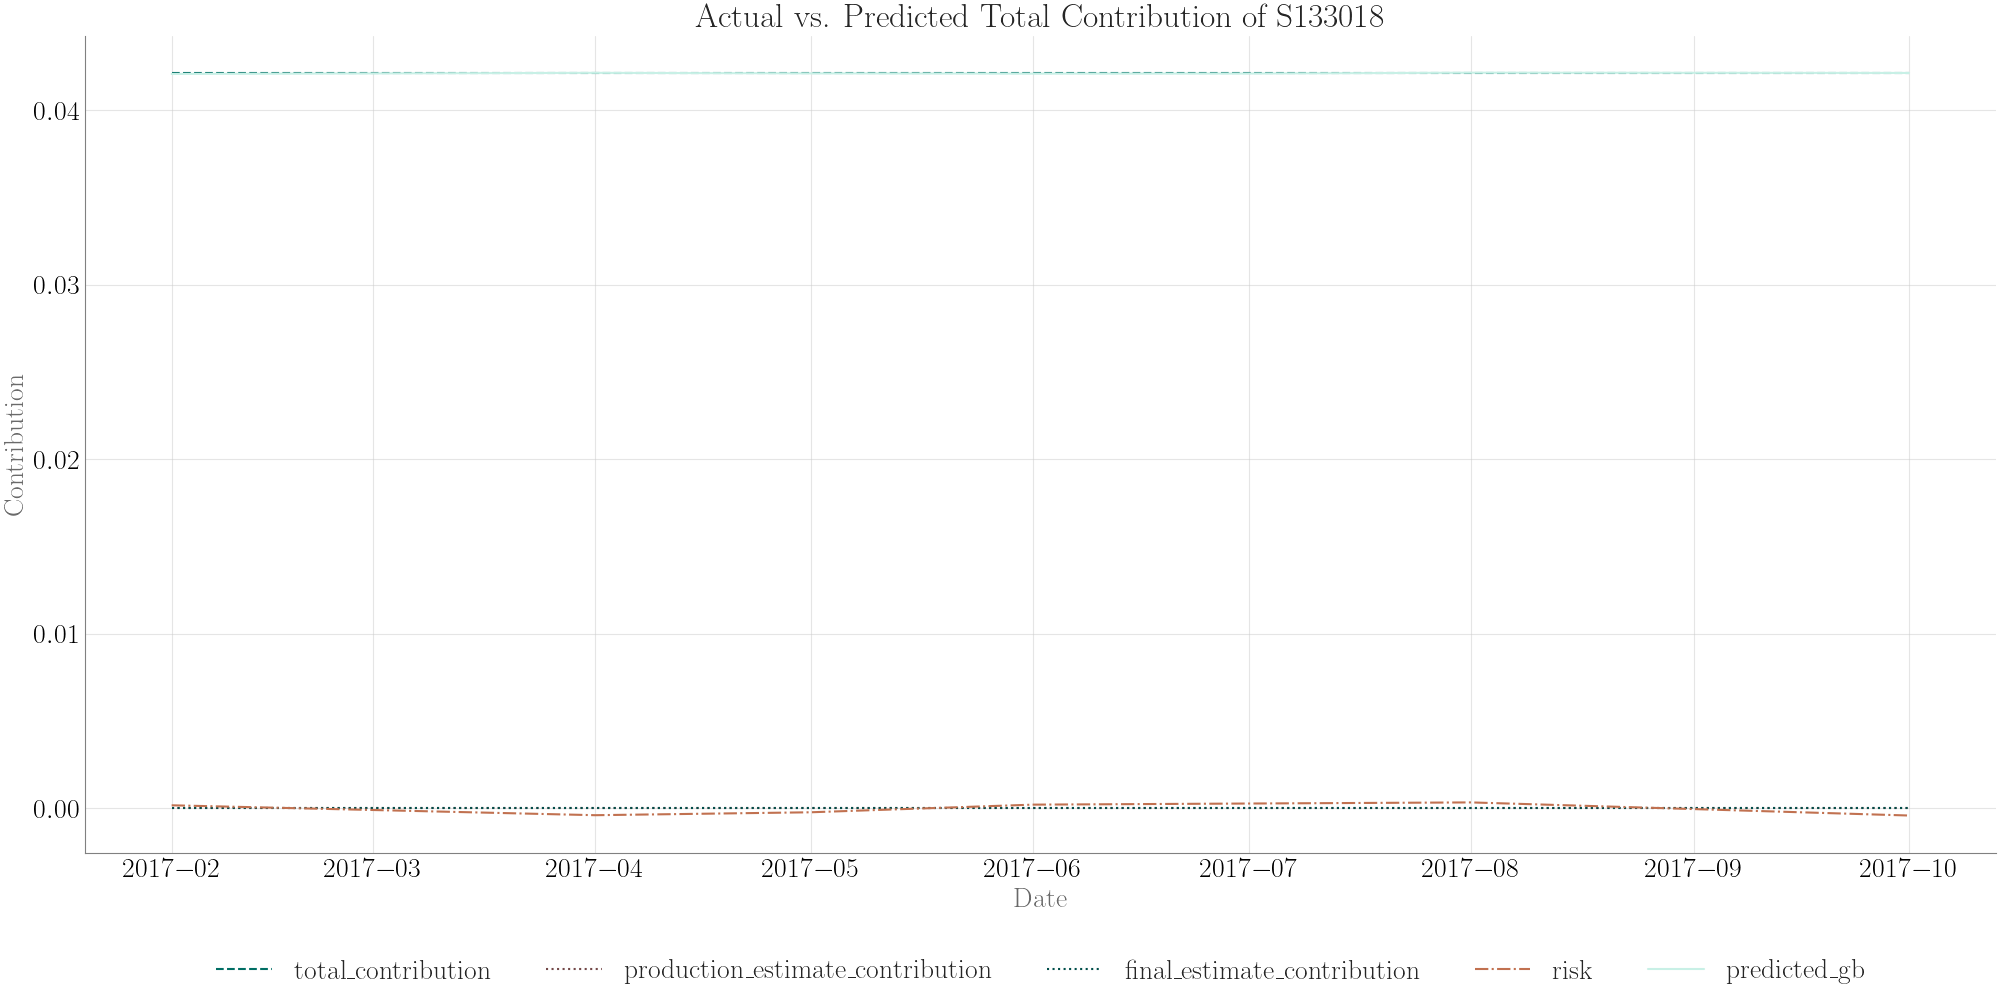 Actual vs. Predicted Total Contribution of S133018
Contribution
0.04
0.03
0.02
0.01
0.00
2017−02 2017−03 2017−04 2017−05 2017−06 2017−07 2017−08 2017−09 2017−10
Date
total_contribution production_estimate_contribution final_estimate_contribution risk predicted_gb